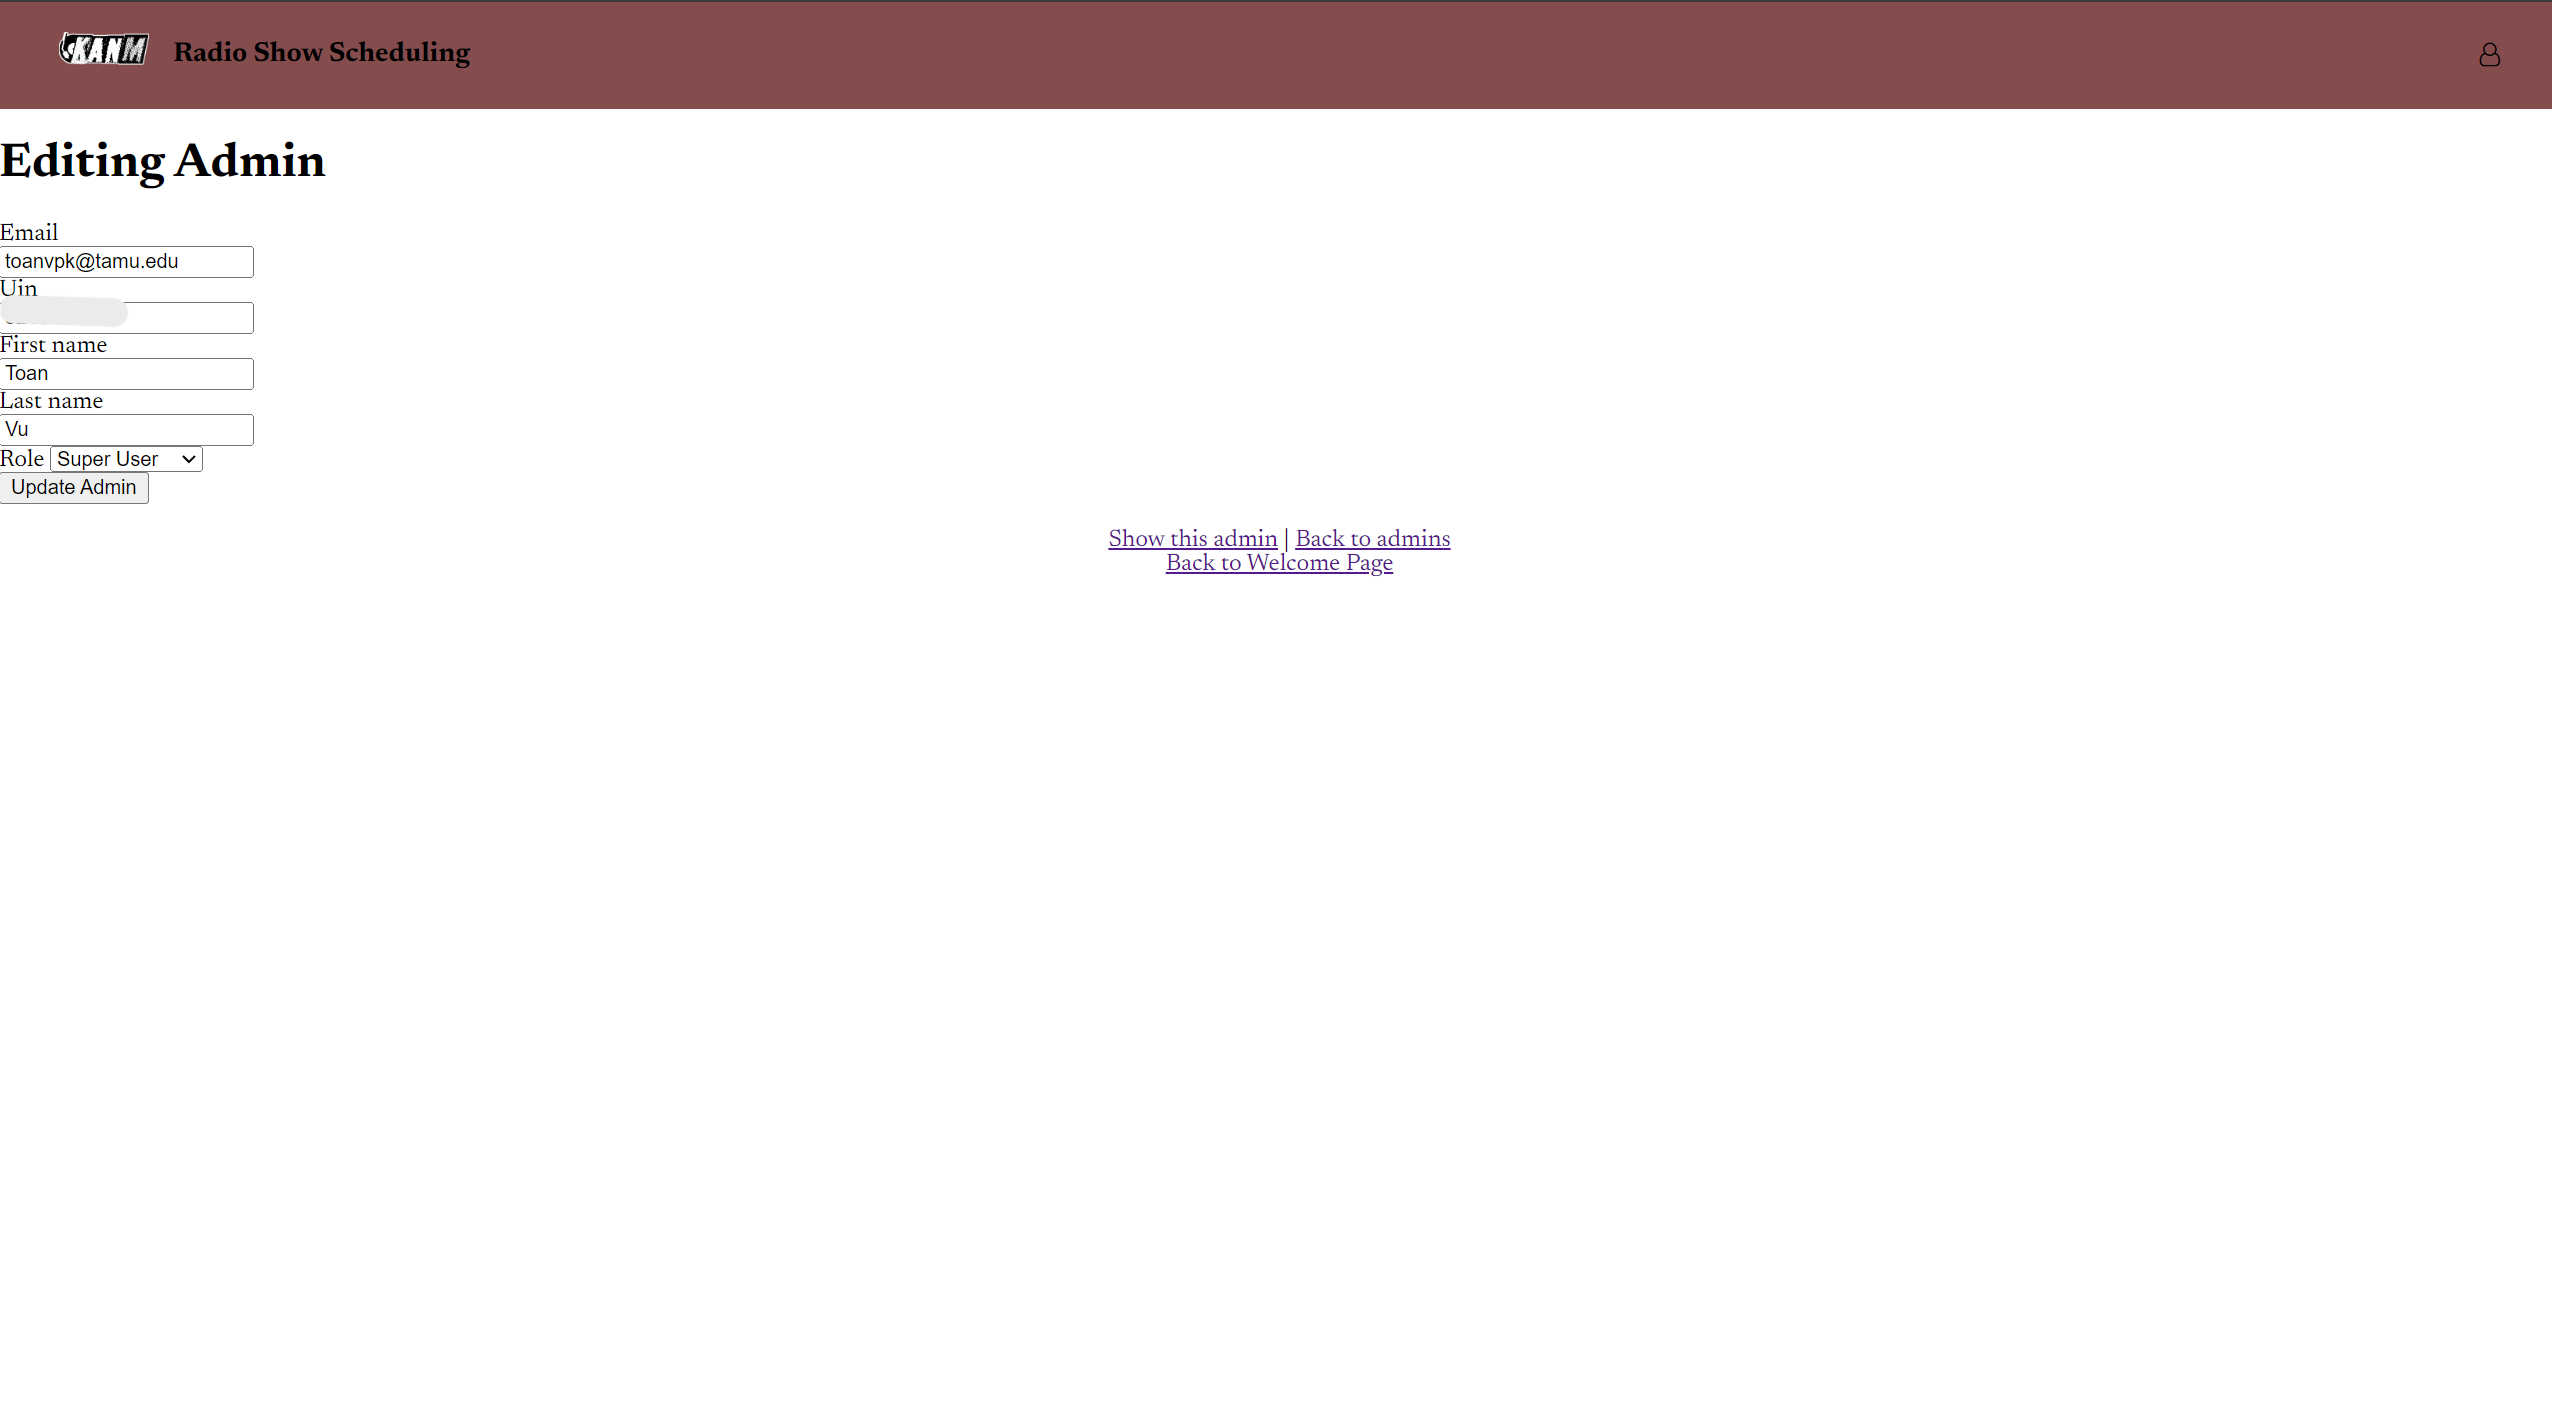 KANM Radio Show Scheduling
Editing Admin
Email
toanvpk@tamu.edu
Uin
First name
Toan
Last name
Vu
Role Super User
Update Admin
Show this admin | Back to admins
Back to Welcome Page